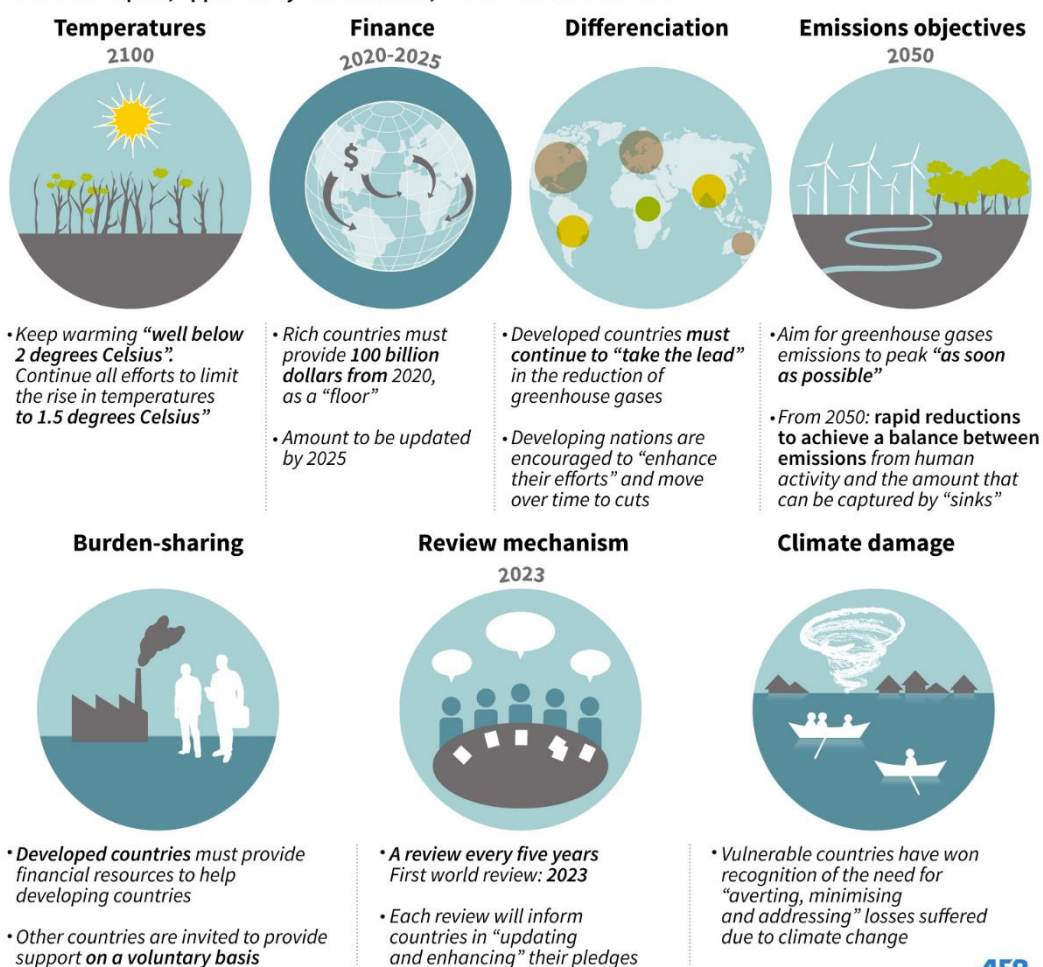 Temperatures
2100
Finance
2020-2025
Differenciation
Emissions objectives
2050
$
• Keep warming “well below
2 degrees Celsius”.
Continue all efforts to limit
the rise in temperatures
to 1.5 degrees Celsius”
• Rich countries must
provide 100 billion
dollars from 2020,
as a “floor”
• Amount to be updated
by 2025
• Developed countries must
continue to “take the lead”
in the reduction of
greenhouse gases
• Developing nations are
encouraged to “enhance
their efforts” and move
over time to cuts
• Aim for greenhouse gases
emissions to peak “as soon
as possible”
• From 2050: rapid reductions
to achieve a balance between
emissions from human
activity and the amount that
can be captured by “sinks”
Burden-sharing
Review mechanism
2023
Climate damage
• Developed countries must provide
financial resources to help
developing countries
• Other countries are invited to provide
support on a voluntary basis
• A review every five years
First world review: 2023
• Each review will inform
countries in “updating
and enhancing” their pledges
• Vulnerable countries have won
recognition of the need for
“averting, minimising
and addressing” losses suffered
due to climate change